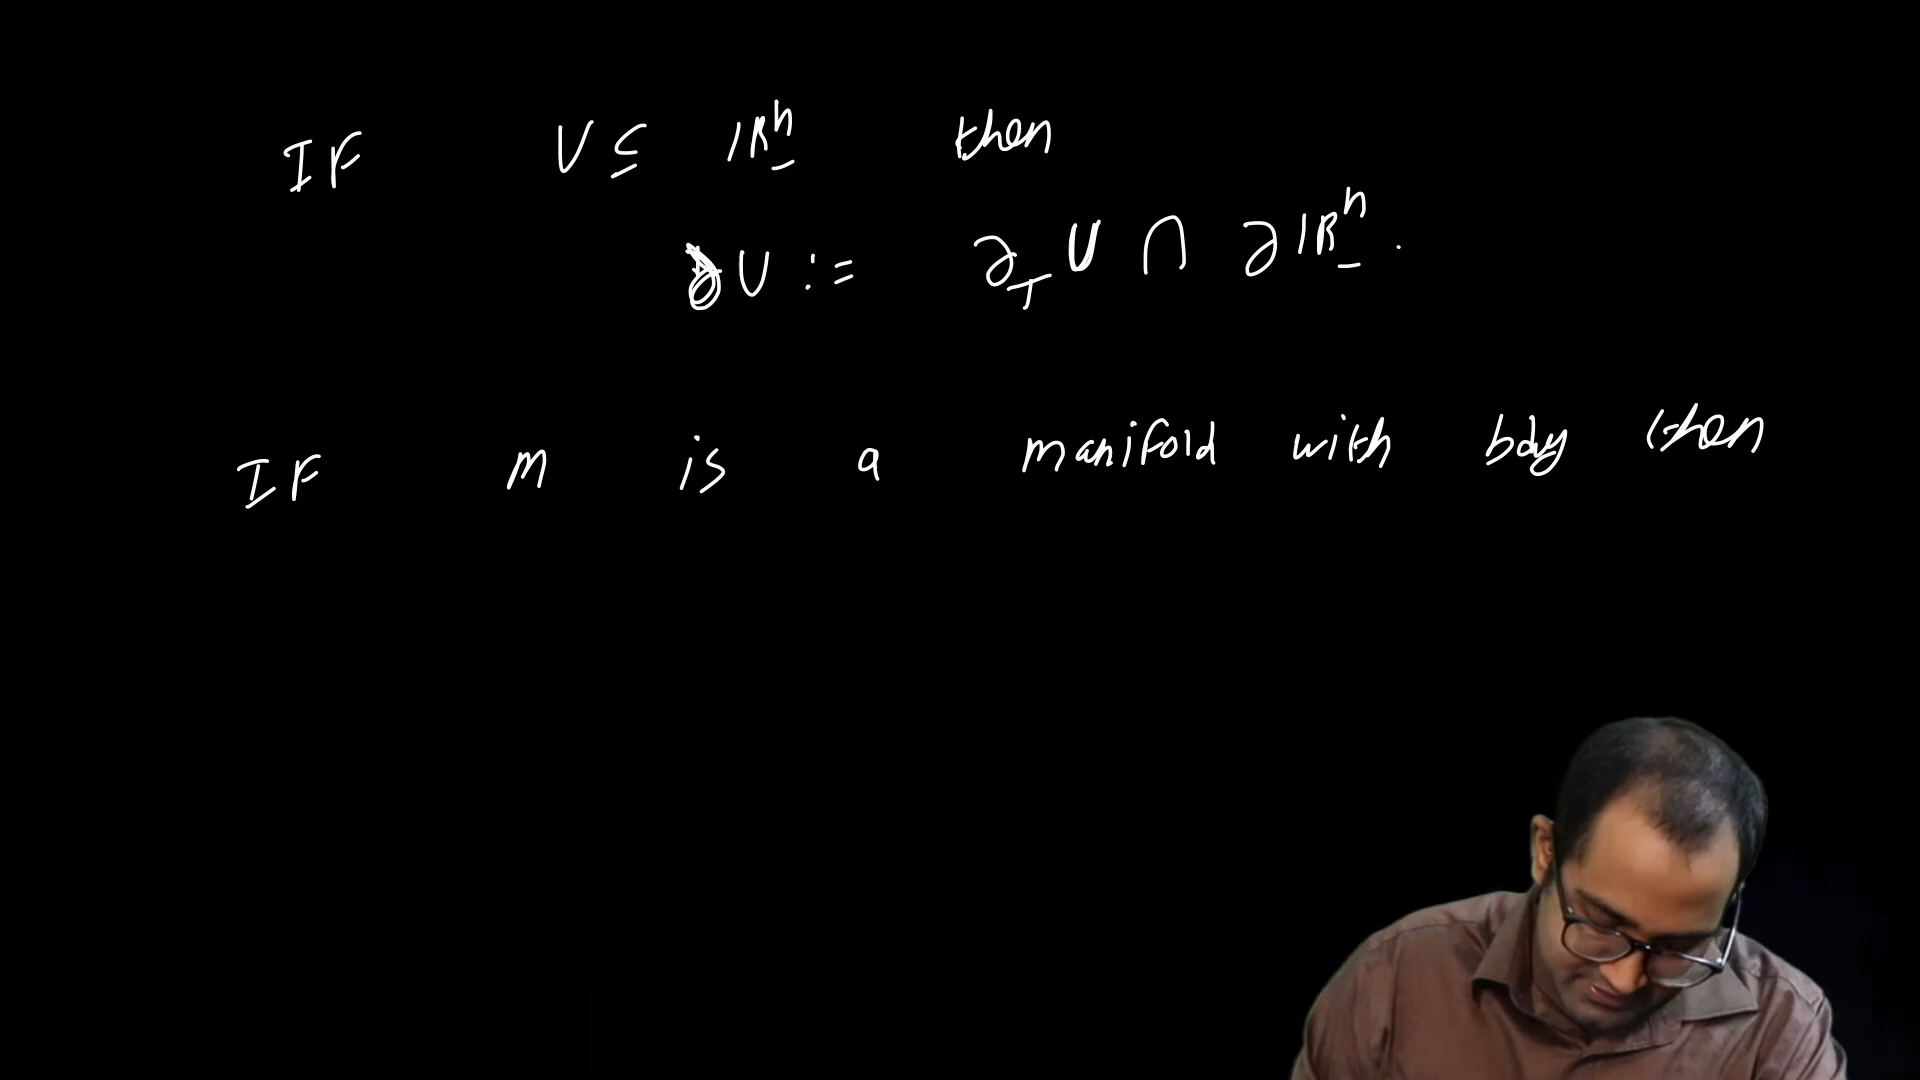 IF U ⊆ ℝⁿ₋ then
∂U := ∂_T U ∩ ∂ℝⁿ₋ .
IF m is a manifold with bdy then